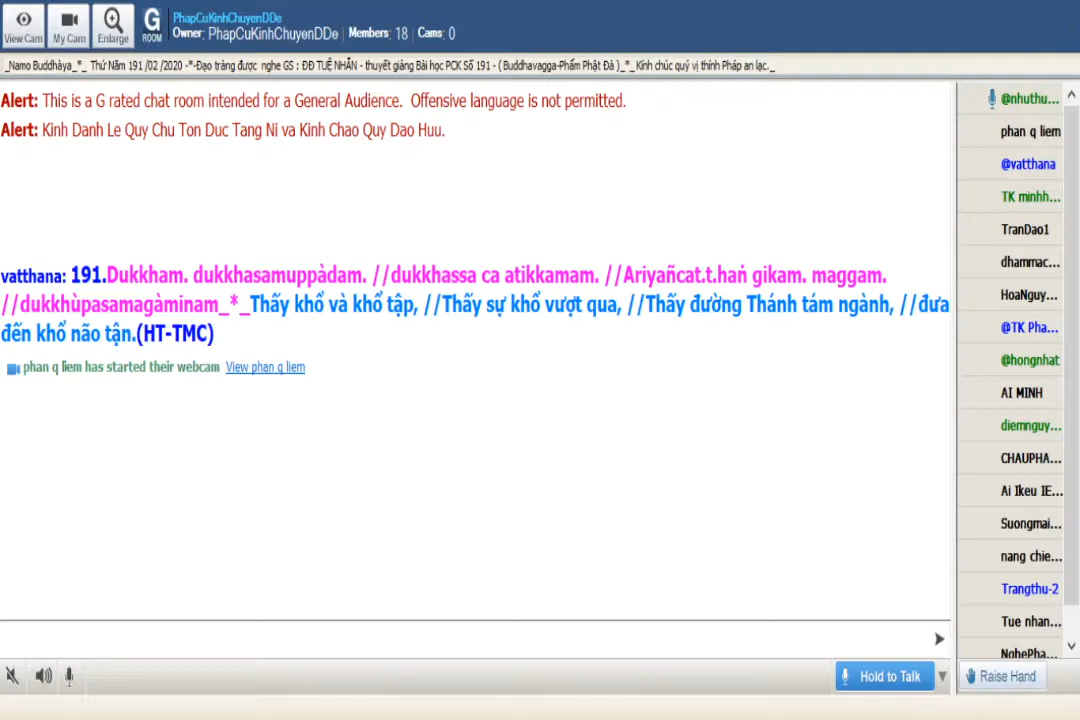 PhapCuKinhChuyenDDe
View Cam My Cam Enlarge G ROOM Owner: PhapCuKinhChuyenDDe Members: 18 Cams: 0
_Namo Buddhàya_*_ Thứ Năm 191 /02 /2020 -*-Đạo tràng được nghe GS : ĐĐ TUỆ NHẪN - thuyết giảng Bài học PCK Số 191 - ( Buddhavagga-Phẩm Phật Đà )_*_Kính chúc quý vị thính Pháp an lạc._
Alert: This is a G rated chat room intended for a General Audience. Offensive language is not permitted.
Alert: Kinh Danh Le Quy Chu Ton Duc Tang Ni va Kinh Chao Quy Dao Huu.
vatthana: 191.Dukkham. dukkhasamuppàdam. //dukkhassa ca atikkamam. //Ariyañcat.t.haṅ gikam. maggam.
//dukkhùpasamagàminam_*_Thấy khổ và khổ tập, //Thấy sự khổ vượt qua, //Thấy đường Thánh tám ngành, //đưa
đến khổ não tận.(HT-TMC)
phan q liem has started their webcam View phan q liem
@nhuthu...
phan q liem
@vatthana
TK minhh...
TranDao1
dhammac...
HoaNguy...
@TK Pha...
@hongnhat
AI MINH
diemnguy...
CHAUPHA...
Ai Ikeu IE...
Suongmai...
nang chie...
Trangthu-2
Tue nhan...
NghePha...
Hold to Talk Raise Hand